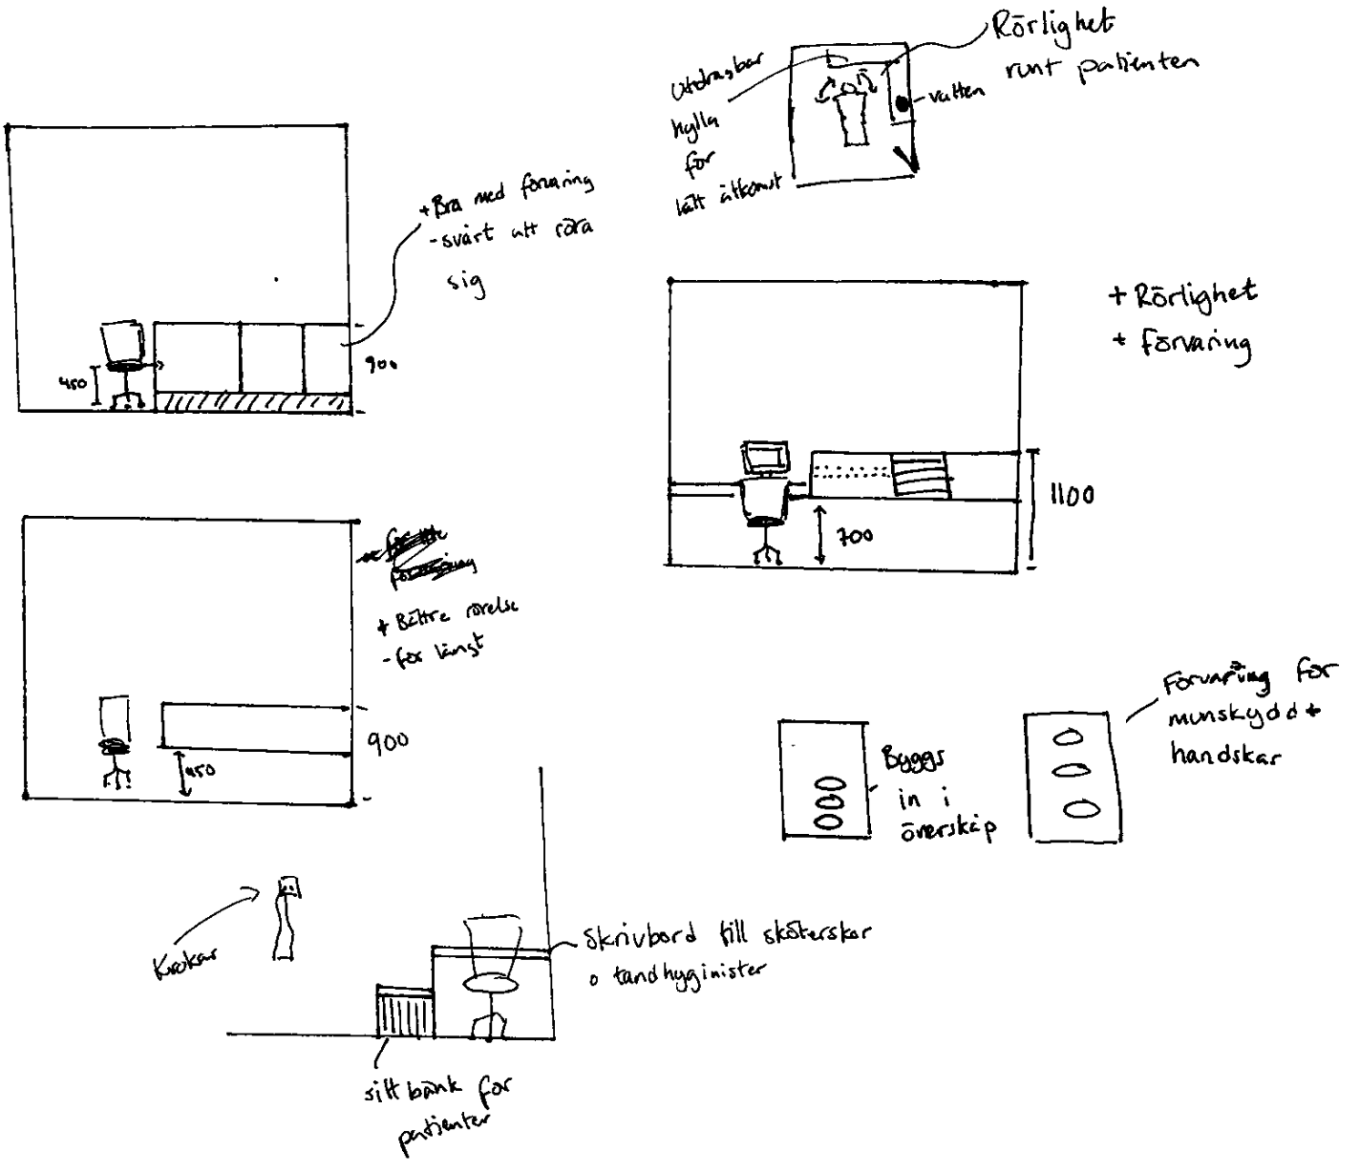 Utdragbar
hylla
för
lätt åtkomst
Rörlighet
runt patienten
vatten
+ Bra med förvaring
- svårt att röra
sig
450
900
+ Rörlighet
+ Förvaring
1100
700
+ Bättre rörelse
- för långt
900
450
Byggs
in i
överskåp
Förvaring för
munskydd +
handskar
Krokar
Skrivbord till sköterskor
o tandhyginister
sittbänk för
patienter